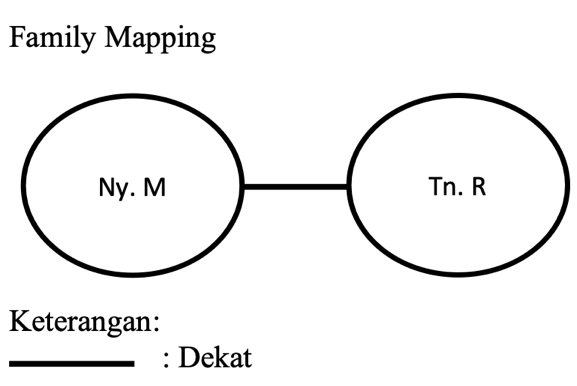 Family Mapping
Ny. M
Tn. R
Keterangan:
: Dekat